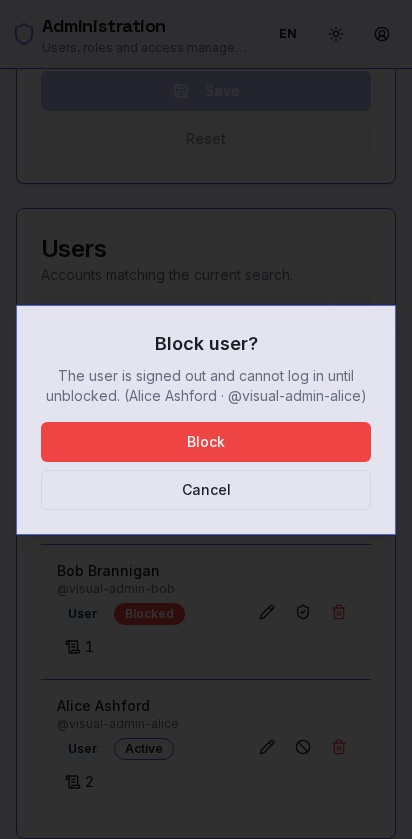 Administration
Users, roles and access manage...
EN
Save
Reset
Users
Accounts matching the current search.
Block user?
The user is signed out and cannot log in until
unblocked. (Alice Ashford · @visual-admin-alice)
Block
Cancel
Bob Brannigan
@visual-admin-bob
User Blocked
1
Alice Ashford
@visual-admin-alice
User Active
2